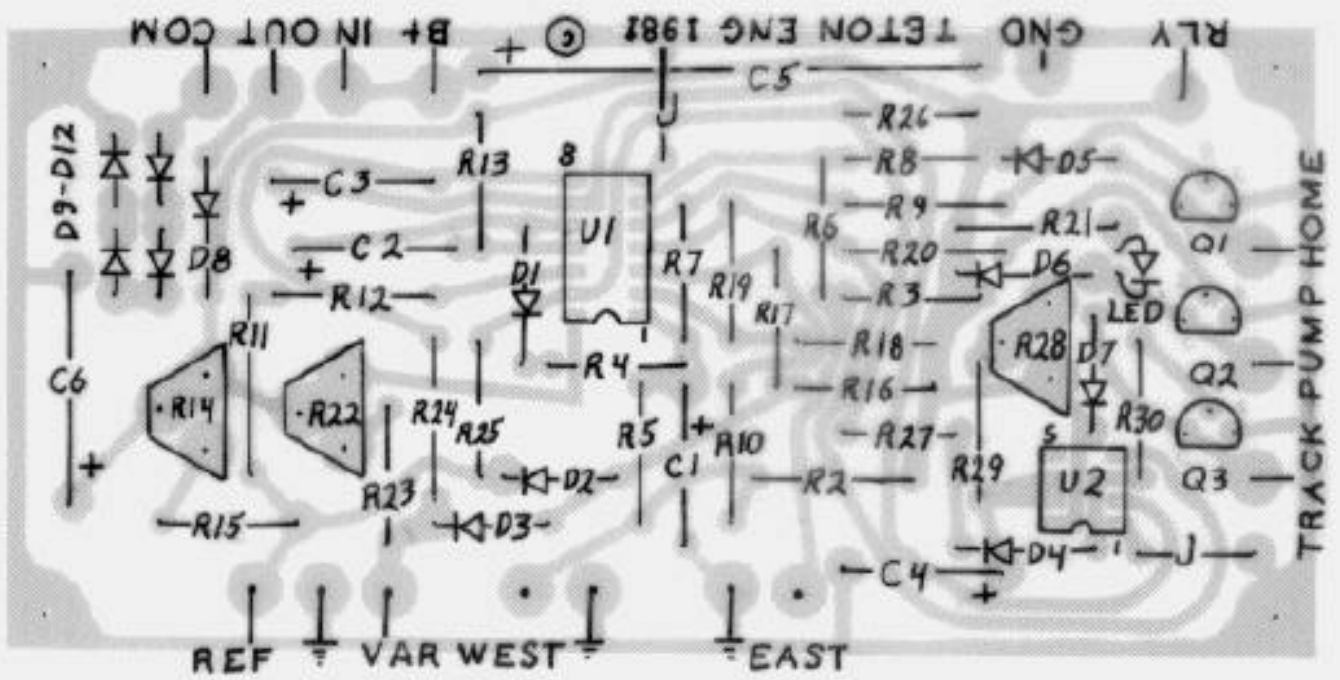 RLY GND TETON ENG 1981 © + B+ IN OUT COM
C5
J
R26
D9-D12
R13
8
R8
D5
C3
+
R9
R21
Q1
U1
R6
C2
+
D8
R7
R20
D6
D1
R19
R12
R3
R17
LED
R11
1
R18
R28
D7
Q2
R4
C6
R14
R22
R24
R16
R25
R5
+
R10
R27
5
R30
C1
+
R29
R23
D2
R2
U2
Q3
R15
D3
D4
1
J
C4
+
TRACK PUMP HOME
REF VAR WEST EAST